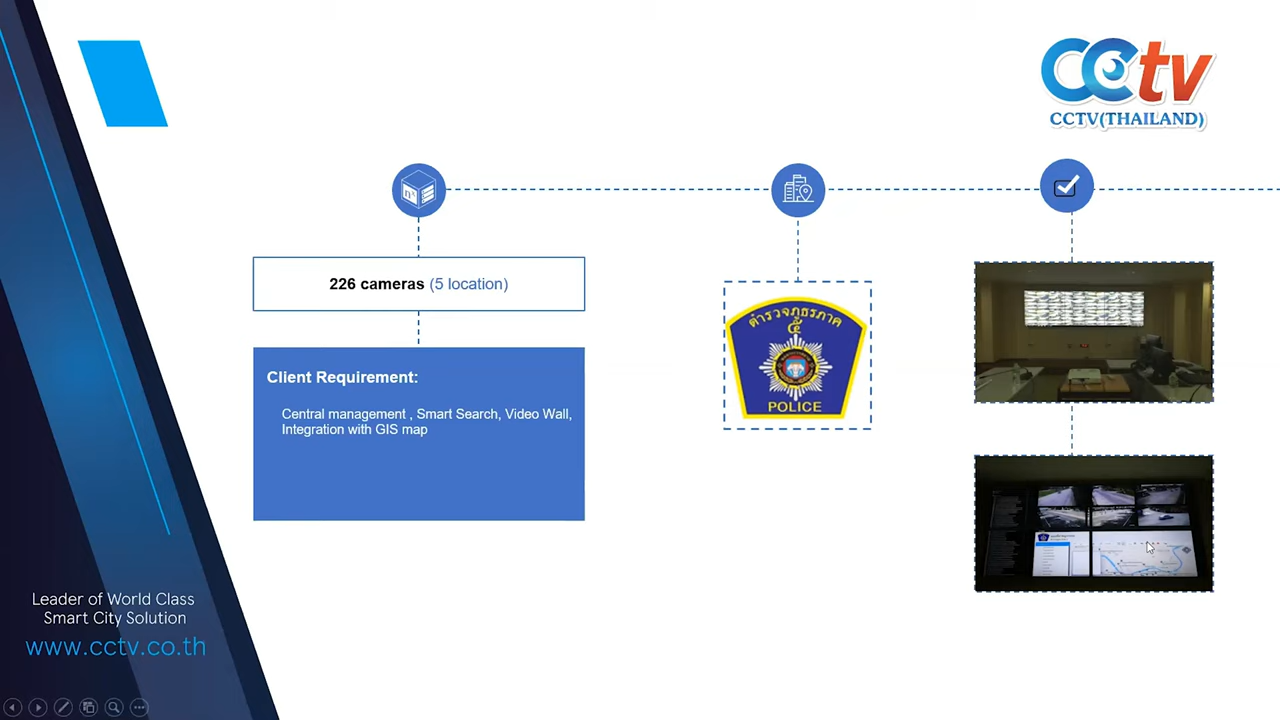 CCtv
CCTV(THAILAND)
226 cameras (5 location)
Client Requirement:
Central management , Smart Search, Video Wall,
Integration with GIS map
ตำรวจภูธรภาค
๕
POLICE
Leader of World Class
Smart City Solution
www.cctv.co.th